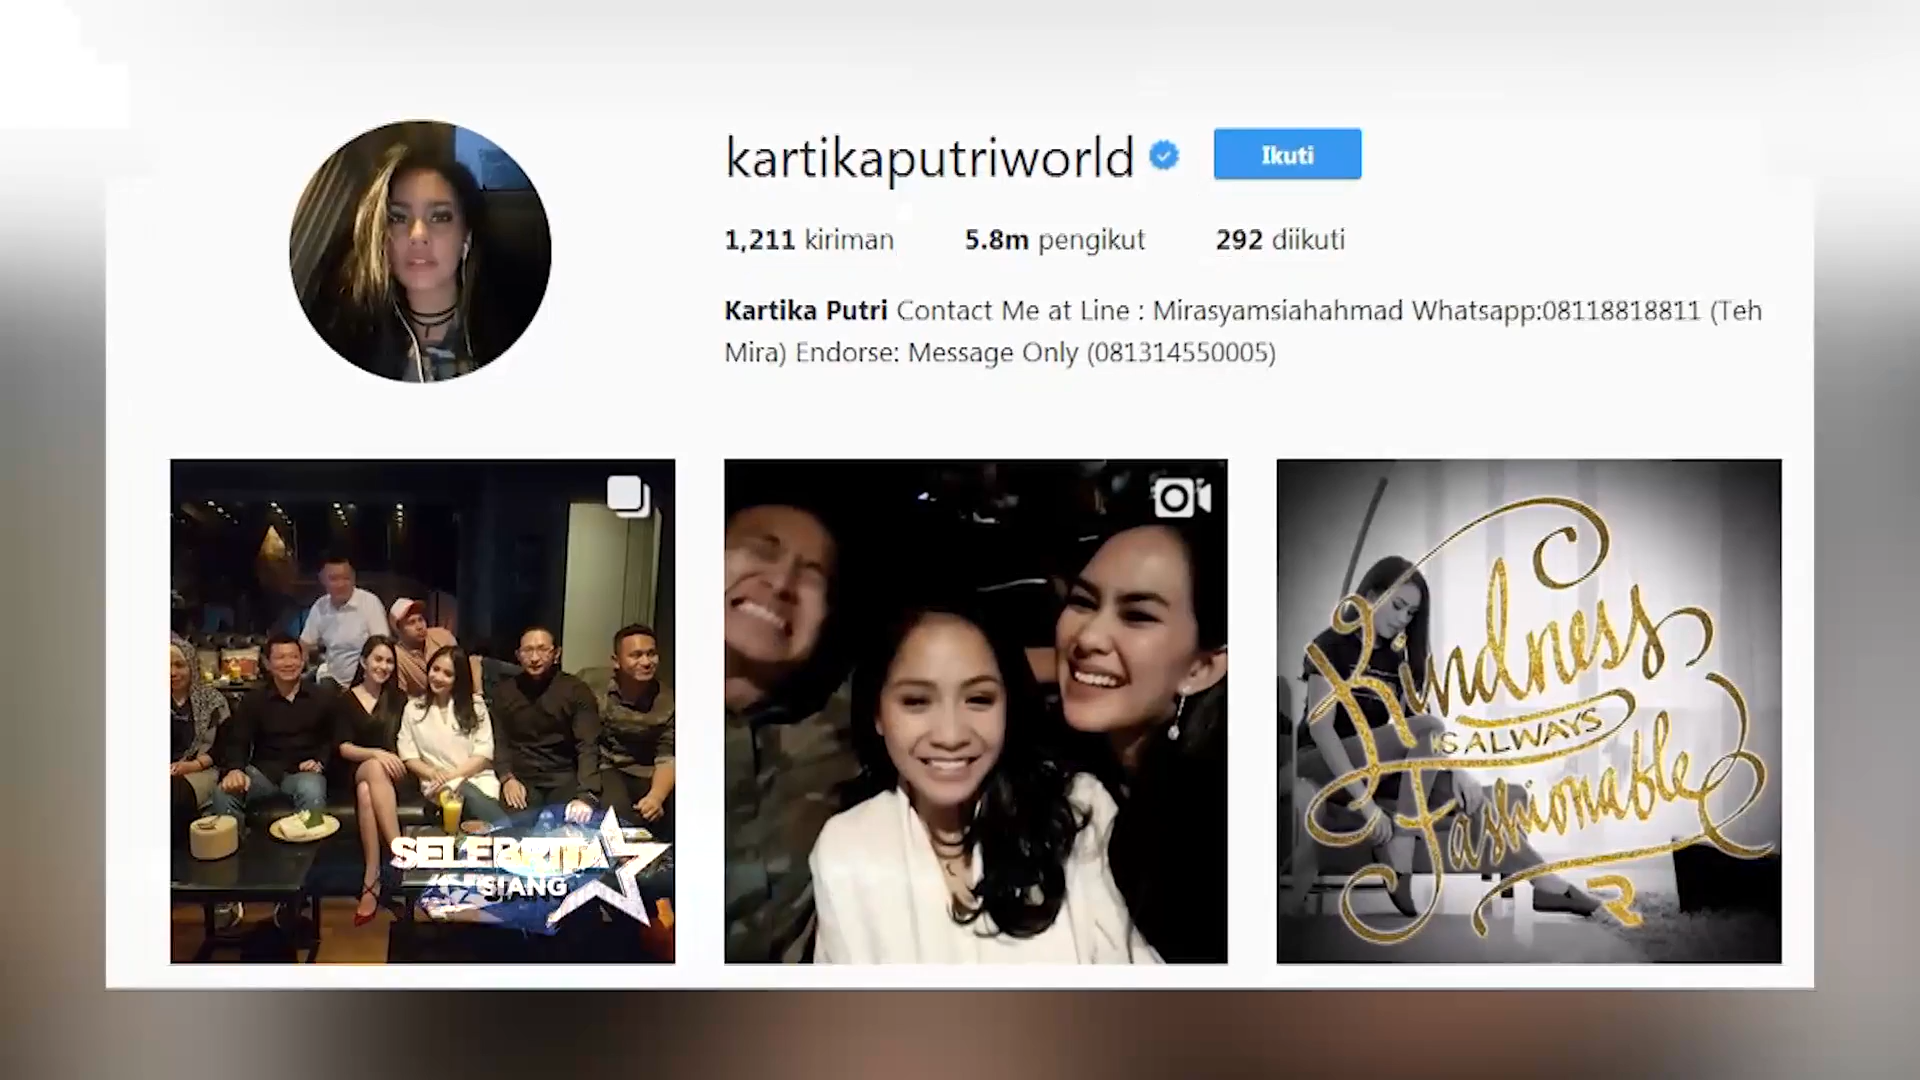 kartikaputriworld
Ikuti
1,211 kiriman 5.8m pengikut 292 diikuti
Kartika Putri Contact Me at Line : Mirasyamsiahahmad Whatsapp:08118818811 (Teh
Mira) Endorse: Message Only (081314550005)
SELEBRITA
SIANG
Kindness
IS ALWAYS
Fashionable
R